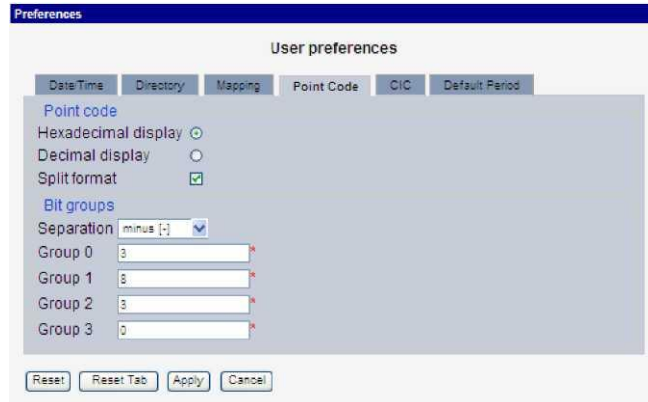 Preferences
User preferences
Date/Time Directory Mapping Point Code CIC Default Period
Point code
Hexadecimal display
Decimal display
Split format
Bit groups
Separation minus [-]
Group 0 3 *
Group 1 8 *
Group 2 3 *
Group 3 0 *
Reset Reset Tab Apply Cancel